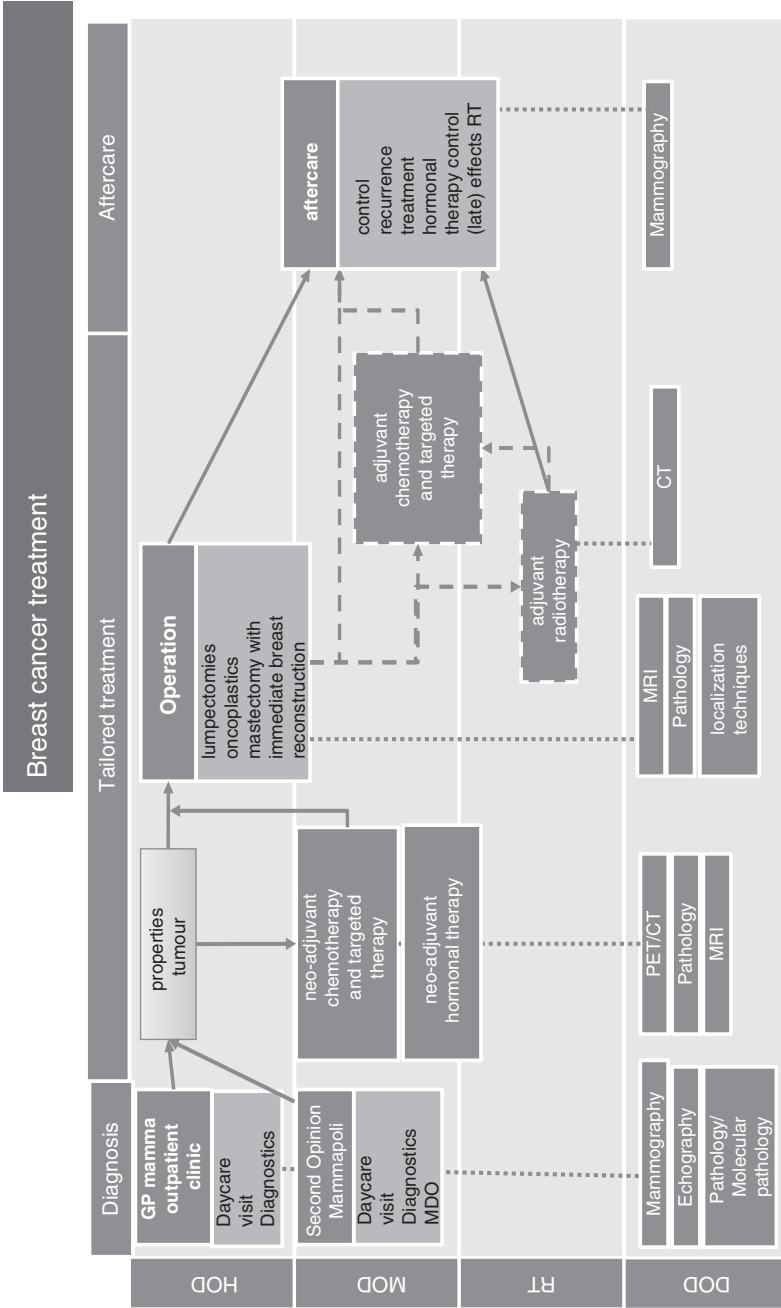 Breast cancer treatment
Diagnosis
Tailored treatment
Aftercare
HOD
GP mamma
outpatient
clinic
Daycare
visit
Diagnostics
properties
tumour
Operation
lumpectomies
oncoplastics
mastectomy with
immediate breast
reconstruction
MOD
Second Opinion
Mammapoli
Daycare
visit
Diagnostics
MDO
neo-adjuvant
chemotherapy
and targeted
therapy
neo-adjuvant
hormonal therapy
adjuvant
chemotherapy
and targeted
therapy
aftercare
control
recurrence
treatment
hormonal
therapy control
(late) effects RT
RT
adjuvant
radiotherapy
DOD
Mammography
Echography
Pathology/
Molecular
pathology
PET/CT
Pathology
MRI
MRI
Pathology
localization
techniques
CT
Mammography